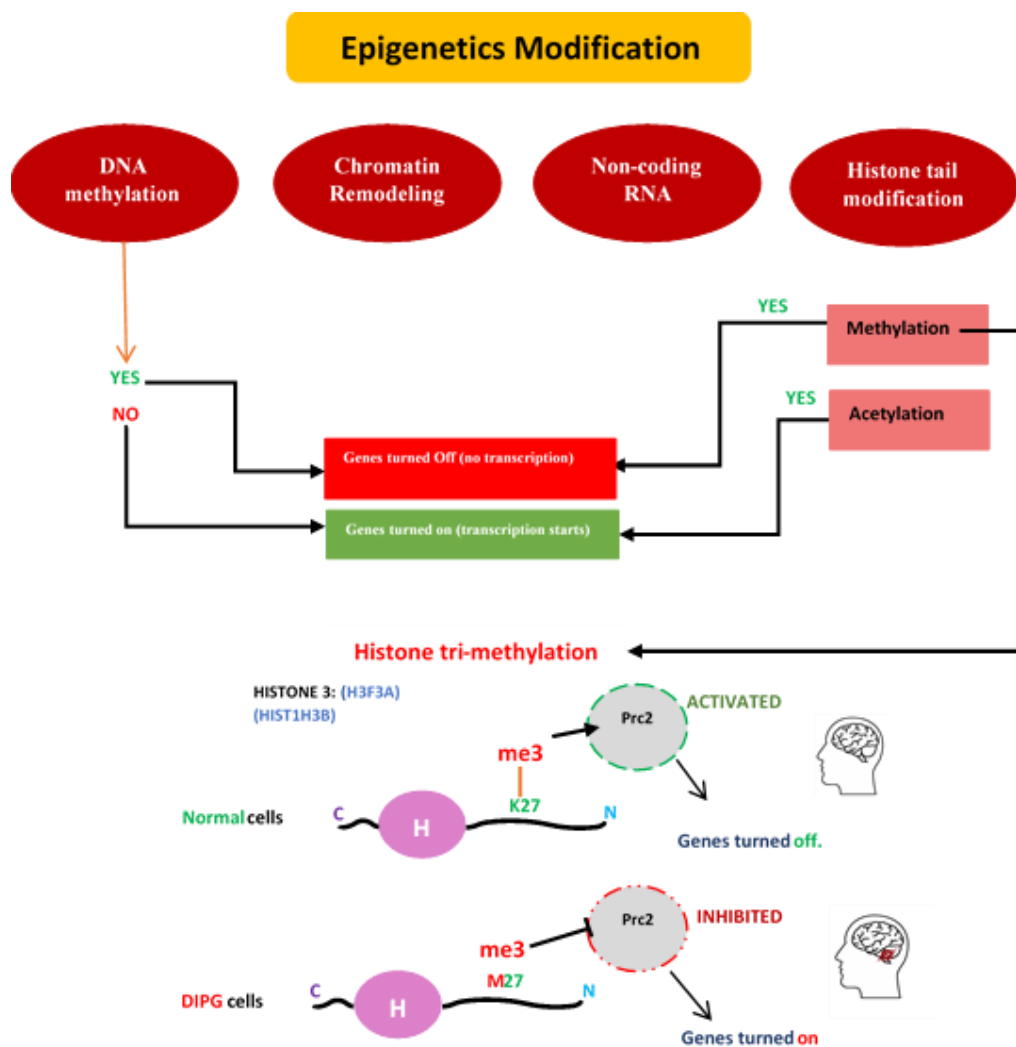 Epigenetics Modification
DNA
methylation
Chromatin
Remodeling
Non-coding
RNA
Histone tail
modification
YES
NO
YES
Methylation
YES
Acetylation
Genes turned Off (no transcription)
Genes turned on (transcription starts)
Histone tri-methylation
HISTONE 3: (H3F3A)
(HIST1H3B)
Prc2
ACTIVATED
me3
K27
Normal cells
C
H
N
Genes turned off.
Prc2
INHIBITED
me3
M27
DIPG cells
C
H
N
Genes turned on